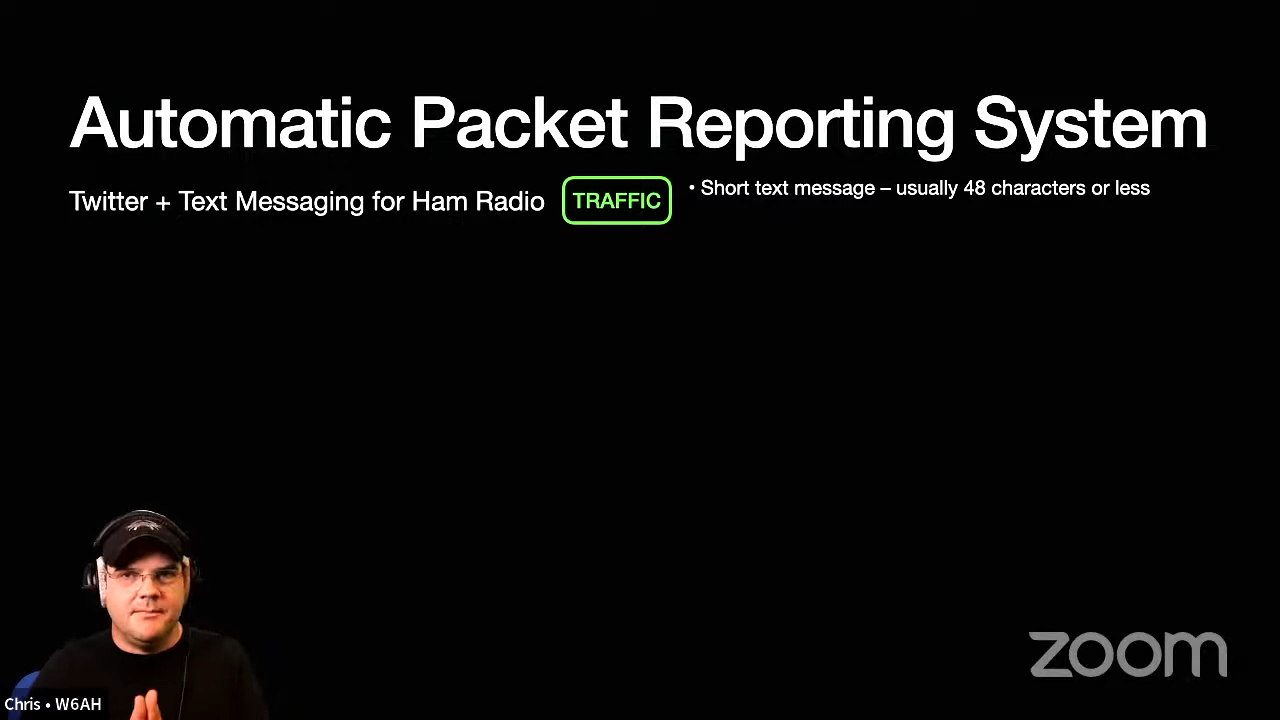 Automatic Packet Reporting System
Twitter + Text Messaging for Ham Radio
TRAFFIC
• Short text message – usually 48 characters or less
zoom
Chris • W6AH